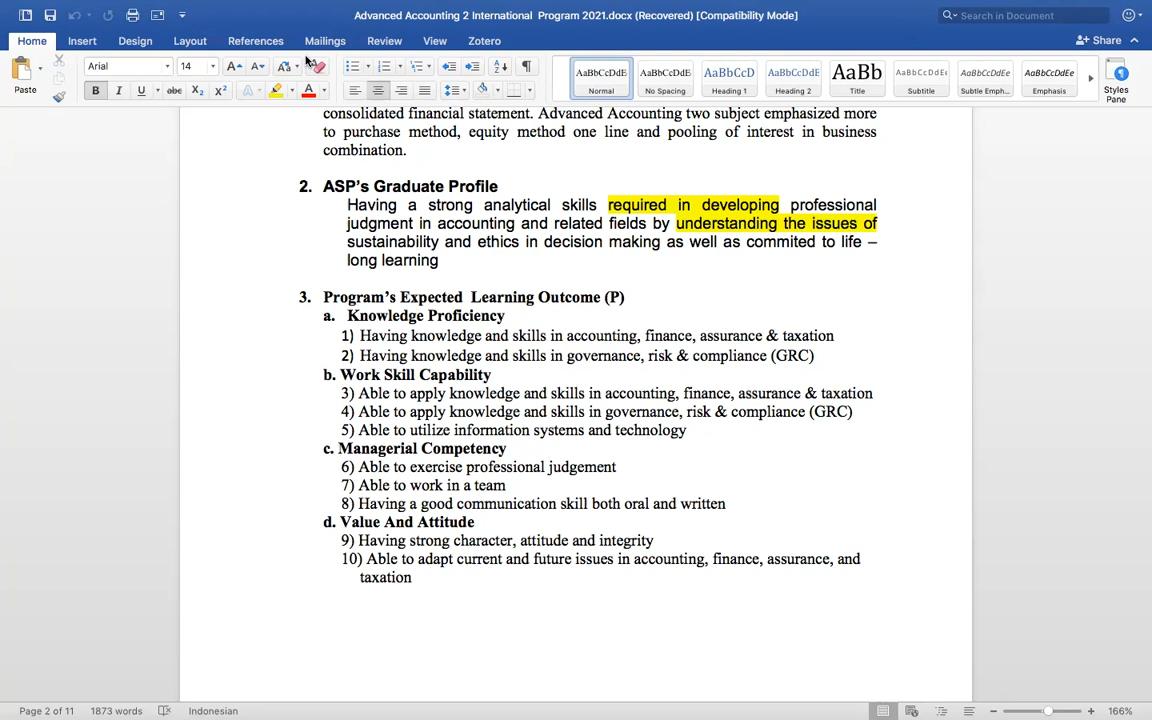 Advanced Accounting 2 International Program 2021.docx (Recovered) [Compatibility Mode]
Search in Document
Home Insert Design Layout References Mailings Review View Zotero
Share
Arial 14
Paste
AaBbCcDdE AaBbCcDdE AaBbCcD AaBbCcDdE AaBb AaBbCcDdE AaBbCcDdE AaBbCcDdE
Normal No Spacing Heading 1 Heading 2 Title Subtitle Subtle Emph... Emphasis
Styles
Pane
consolidated financial statement. Advanced Accounting two subject emphasized more
to purchase method, equity method one line and pooling of interest in business
combination.
2. ASP's Graduate Profile
Having a strong analytical skills required in developing professional
judgment in accounting and related fields by understanding the issues of
sustainability and ethics in decision making as well as commited to life –
long learning
3. Program's Expected Learning Outcome (P)
a. Knowledge Proficiency
1) Having knowledge and skills in accounting, finance, assurance & taxation
2) Having knowledge and skills in governance, risk & compliance (GRC)
b. Work Skill Capability
3) Able to apply knowledge and skills in accounting, finance, assurance & taxation
4) Able to apply knowledge and skills in governance, risk & compliance (GRC)
5) Able to utilize information systems and technology
c. Managerial Competency
6) Able to exercise professional judgement
7) Able to work in a team
8) Having a good communication skill both oral and written
d. Value And Attitude
9) Having strong character, attitude and integrity
10) Able to adapt current and future issues in accounting, finance, assurance, and
taxation
Page 2 of 11 1873 words Indonesian 166%